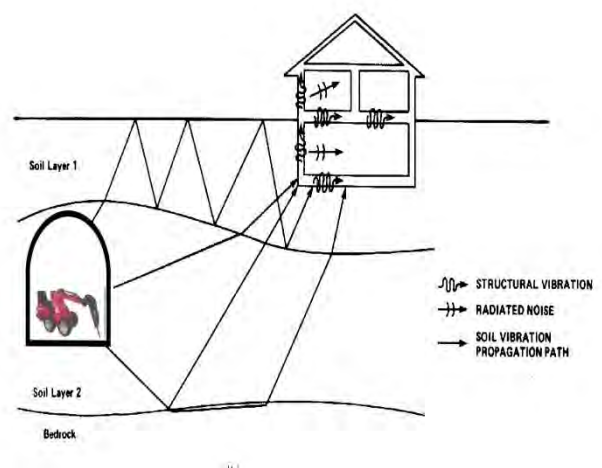 Soil Layer 1
STRUCTURAL VIBRATION
RADIATED NOISE
SOIL VIBRATION
PROPAGATION PATH
Soil Layer 2
Bedrock